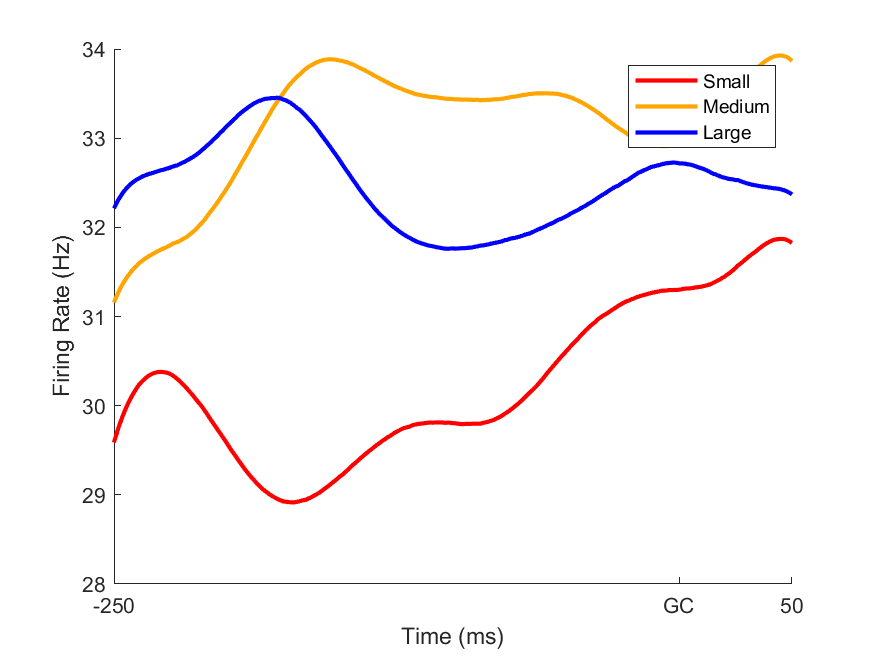 34
33
32
31
30
29
28
Firing Rate (Hz)
Small
Medium
Large
-250
GC
50
Time (ms)